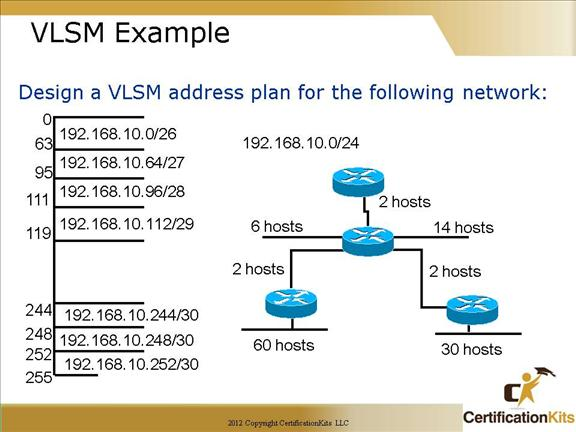 VLSM Example
Design a VLSM address plan for the following network:
0
192.168.10.0/26
63
192.168.10.64/27
95
192.168.10.96/28
111
192.168.10.112/29
119
244
192.168.10.244/30
248
192.168.10.248/30
252
192.168.10.252/30
255
192.168.10.0/24
2 hosts
6 hosts
14 hosts
2 hosts
2 hosts
60 hosts
30 hosts
2012 Copyright CertificationKits LLC
CK
CertificationKits